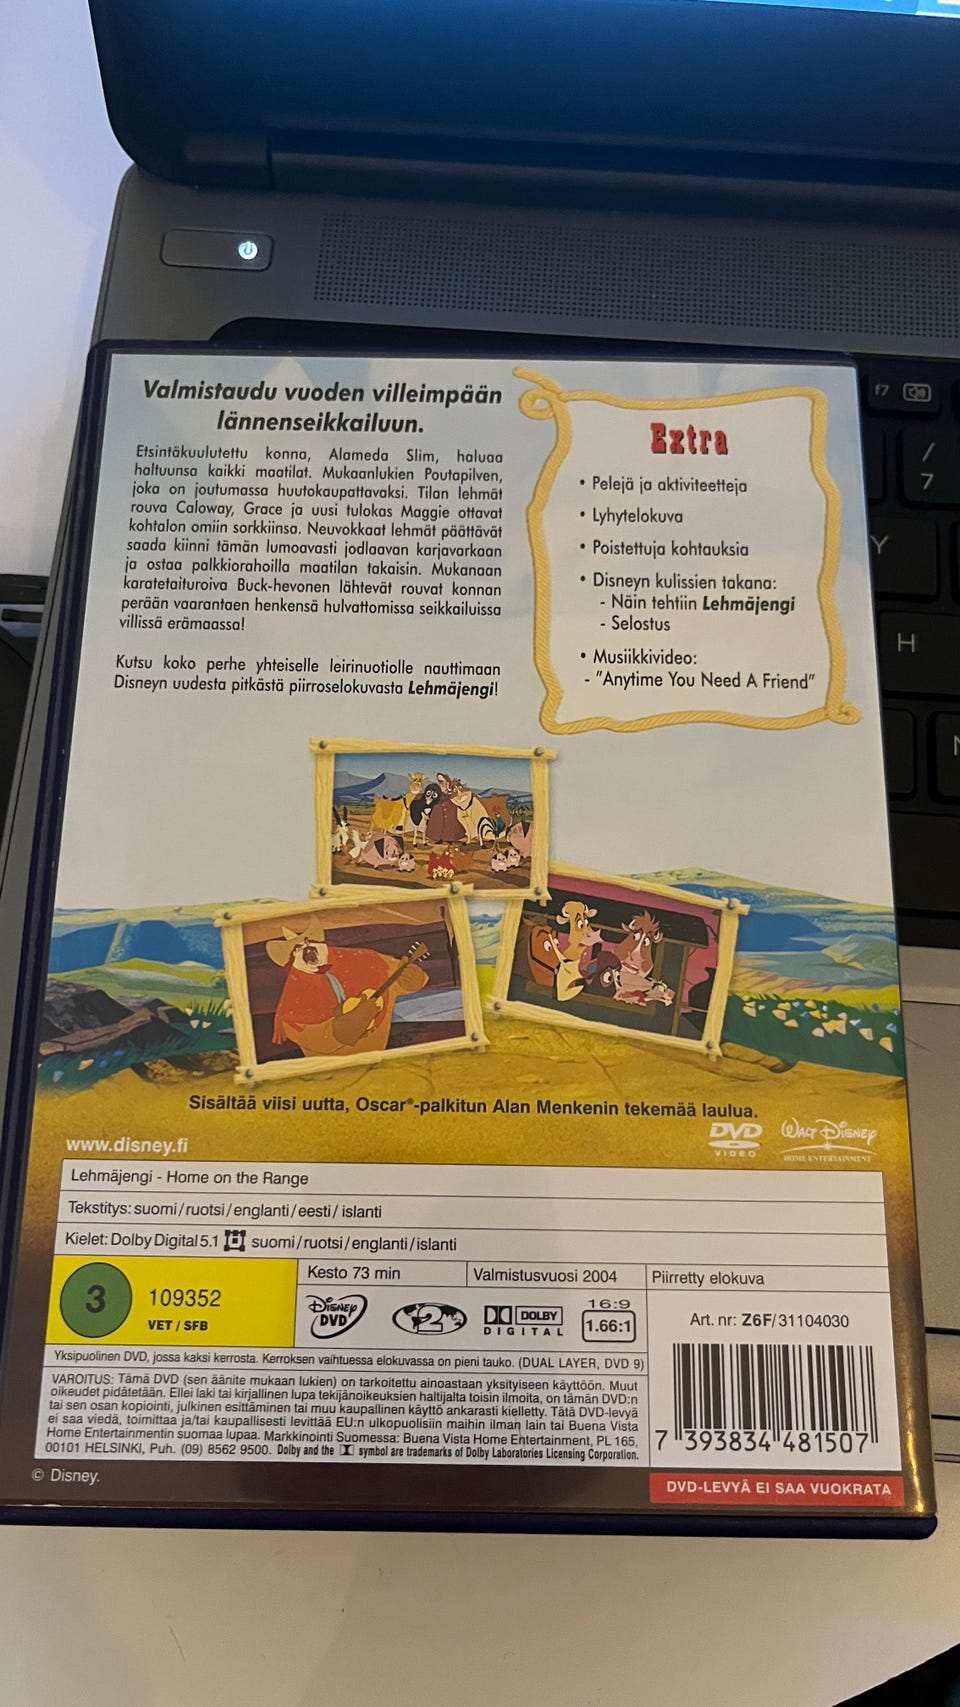 Valmistaudu vuoden villeimpään
lännenseikkailuun.
Etsintäkuulutettu konna, Alameda Slim, haluaa
haltuunsa kaikki maatilat. Mukaanlukien Poutapilven,
joka on joutumassa huutokaupattavaksi. Tilan lehmät
rouva Caloway, Grace ja uusi tulokas Maggie ottavat
kohtalon omiin sorkkiinsa. Neuvokkaat lehmät päättävät
saada kiinni tämän lumoavasti jodlaavan karjavarkaan
ja ostaa palkkiorahoilla maatilan takaisin. Mukanaan
karatetaituroiva Buck-hevonen lähtevät rouvat konnan
perään vaarantaen henkensä hulvattomissa seikkailuissa
villissä erämaassa!
Kutsu koko perhe yhteiselle leirinuotiolle nauttimaan
Disneyn uudesta pitkästä piirroselokuvasta Lehmäjengi!
Extra
• Pelejä ja aktiviteetteja
• Lyhytelokuva
• Poistettuja kohtauksia
• Disneyn kulissien takana:
- Näin tehtiin Lehmäjengi
- Selostus
• Musiikkivideo:
- "Anytime You Need A Friend"
Sisältää viisi uutta, Oscar®-palkitun Alan Menkenin tekemää laulua.
www.disney.fi
DVD
VIDEO
WALT DISNEY
HOME ENTERTAINMENT
Lehmäjengi - Home on the Range
Tekstitys: suomi/ruotsi/englanti/eesti/islanti
Kielet: Dolby Digital 5.1 suomi/ruotsi/englanti/islanti
3
109352
VET / SFB
Kesto 73 min
Valmistusvuosi 2004
Piirretty elokuva
DISNEY
DVD
2
DOLBY
DIGITAL
16:9
1.66:1
Art. nr: Z6F/31104030
Yksipuolinen DVD, jossa kaksi kerrosta. Kerroksen vaihtuessa elokuvassa on pieni tauko. (DUAL LAYER, DVD 9)
VAROITUS: Tämä DVD (sen äänite mukaan lukien) on tarkoitettu ainoastaan yksityiseen käyttöön. Muut
oikeudet pidätetään. Ellei laki tai kirjallinen lupa tekijänoikeuksien haltijalta toisin ilmoita, on tämän DVD:n
tai sen osan kopiointi, julkinen esittäminen tai muu kaupallinen käyttö ankarasti kielletty. Tätä DVD-levyä
ei saa viedä, toimittaa ja/tai kaupallisesti levittää EU:n ulkopuolisiin maihin ilman lain tai Buena Vista
Home Entertainmentin suomaa lupaa. Markkinointi Suomessa: Buena Vista Home Entertainment, PL 165,
00101 HELSINKI, Puh. (09) 8562 9500. Dolby and the symbol are trademarks of Dolby Laboratories Licensing Corporation.
7 393834 481507
© Disney.
DVD-LEVYÄ EI SAA VUOKRATA
f7
/
7
Y
H